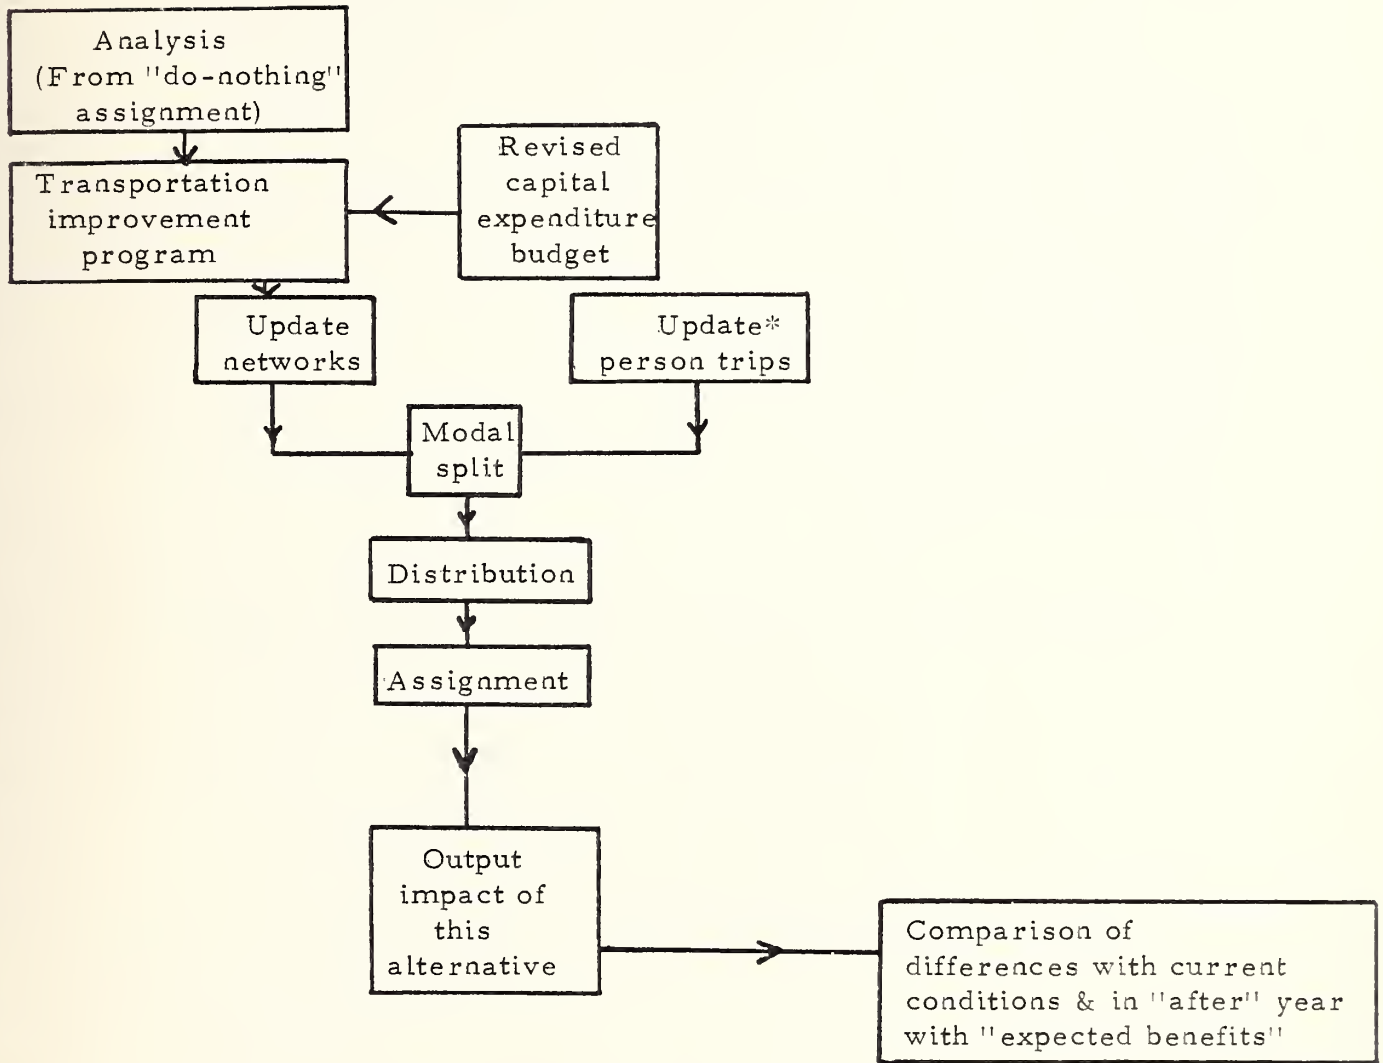 Analysis
(From "do-nothing"
assignment)
Revised
capital
expenditure
budget
Transportation
improvement
program
Update
networks
Update*
person trips
Modal
split
Distribution
Assignment
Output
impact of
this
alternative
Comparison of
differences with current
conditions & in "after" year
with "expected benefits"